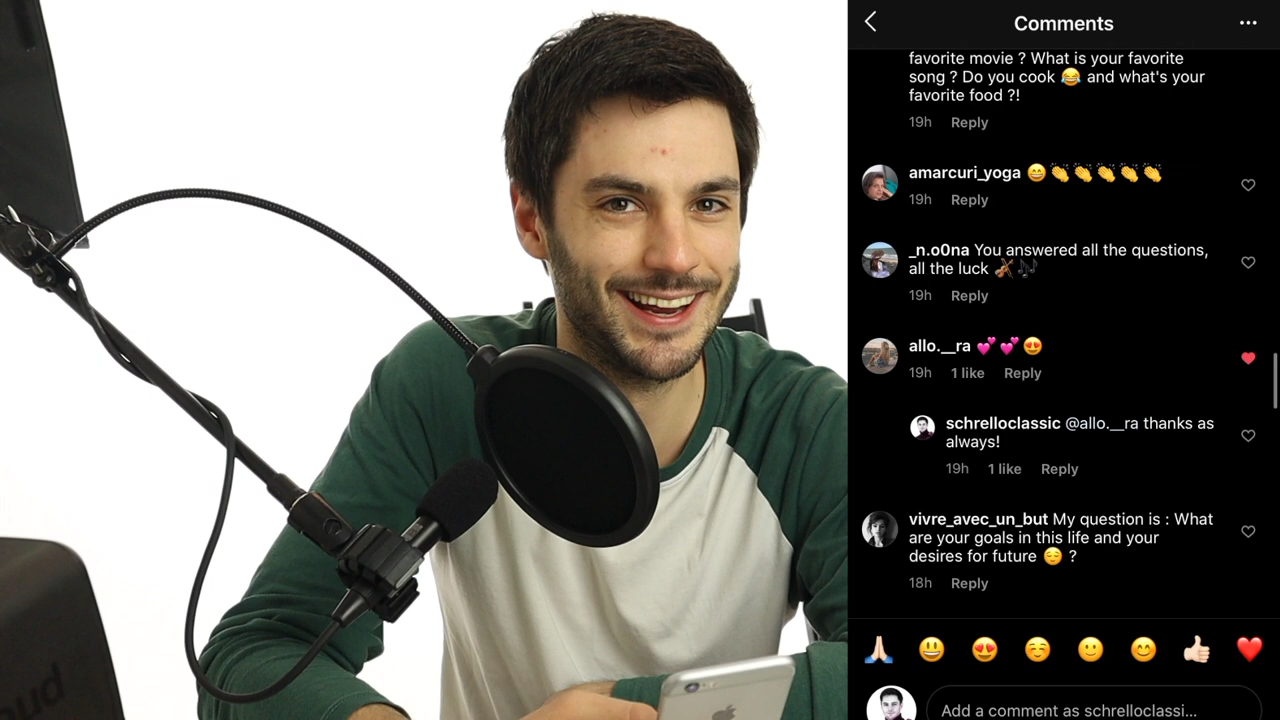 Comments
favorite movie ? What is your favorite
song ? Do you cook 😂 and what's your
favorite food ?!
19h Reply
amarcuri_yoga 😄👏👏👏👏👏
19h Reply
_n.o0na You answered all the questions,
all the luck 🎻🎶
19h Reply
allo.__ra 💕💕😍
19h 1 like Reply
schrelloclassic @allo.__ra thanks as
always!
19h 1 like Reply
vivre_avec_un_but My question is : What
are your goals in this life and your
desires for future 😌 ?
18h Reply
🙏🏻 😃 😍 ☺️ 🙂 😊 👍🏻 ❤️
Add a comment as schrelloclassi...